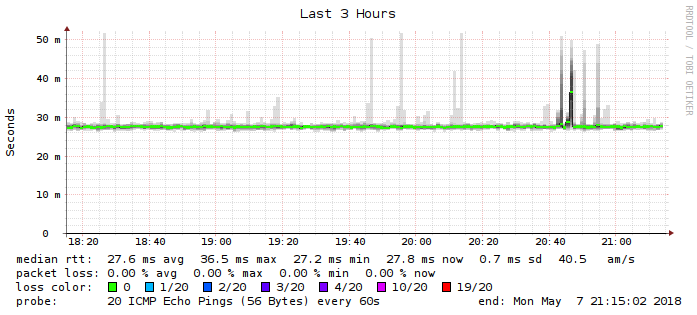 Last 3 Hours
RRDTOOL / TOBI OETIKER
Seconds
50 m
40 m
30 m
20 m
10 m
0
18:20 18:40 19:00 19:20 19:40 20:00 20:20 20:40 21:00
median rtt: 27.6 ms avg 36.5 ms max 27.2 ms min 27.8 ms now 0.7 ms sd 40.5 am/s
packet loss: 0.00 % avg 0.00 % max 0.00 % min 0.00 % now
loss color: 0 1/20 2/20 3/20 4/20 10/20 19/20
probe: 20 ICMP Echo Pings (56 Bytes) every 60s end: Mon May 7 21:15:02 2018